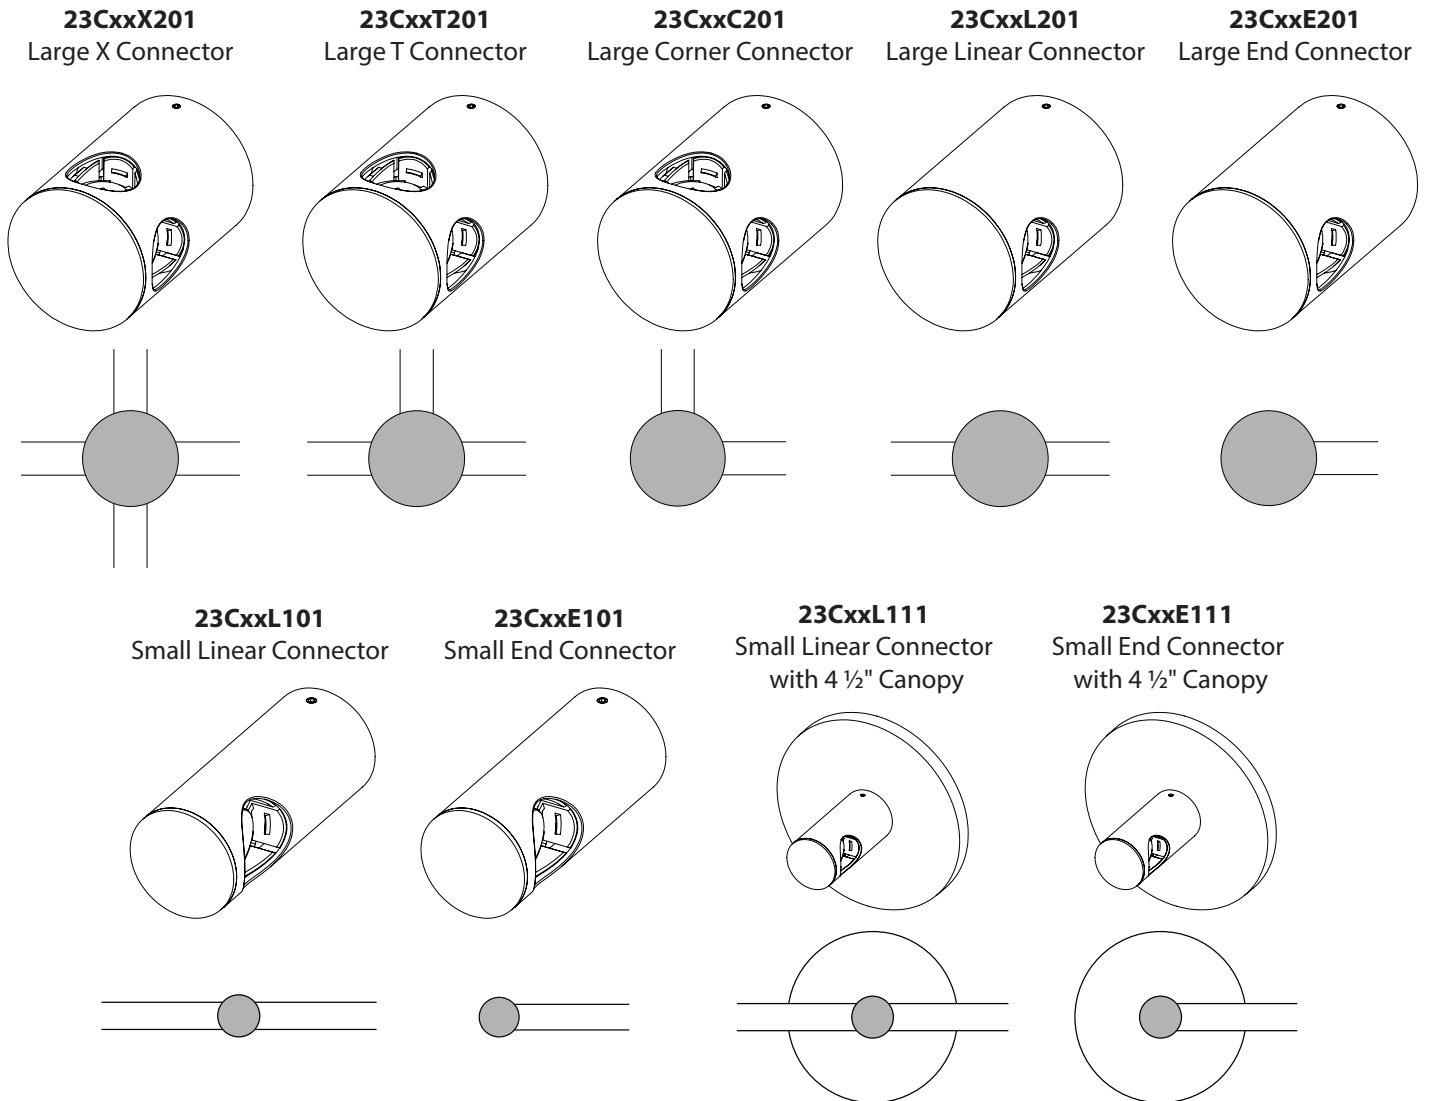 23CxxX201
Large X Connector
23CxxT201
Large T Connector
23CxxC201
Large Corner Connector
23CxxL201
Large Linear Connector
23CxxE201
Large End Connector
23CxxL101
Small Linear Connector
23CxxE101
Small End Connector
23CxxL111
Small Linear Connector
with 4 ½" Canopy
23CxxE111
Small End Connector
with 4 ½" Canopy